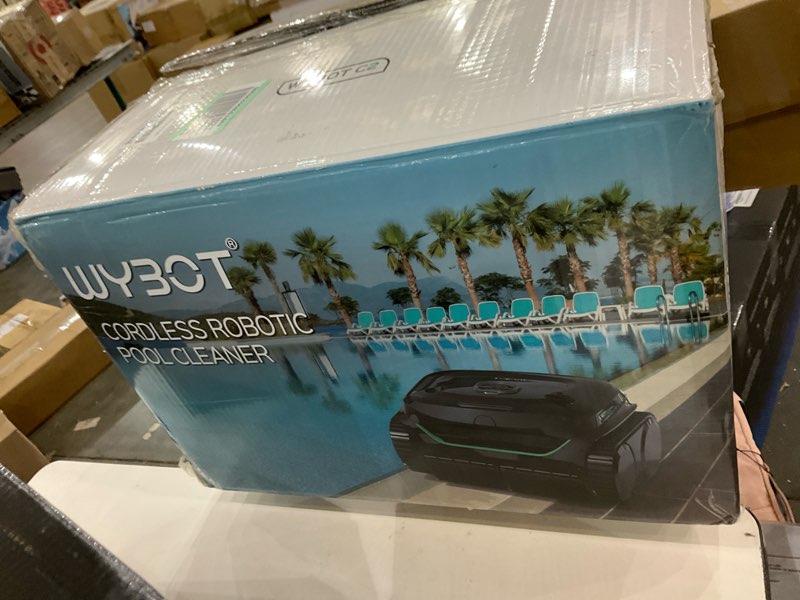 WYBOT C2
WYBOT®
CORDLESS ROBOTIC
POOL CLEANER